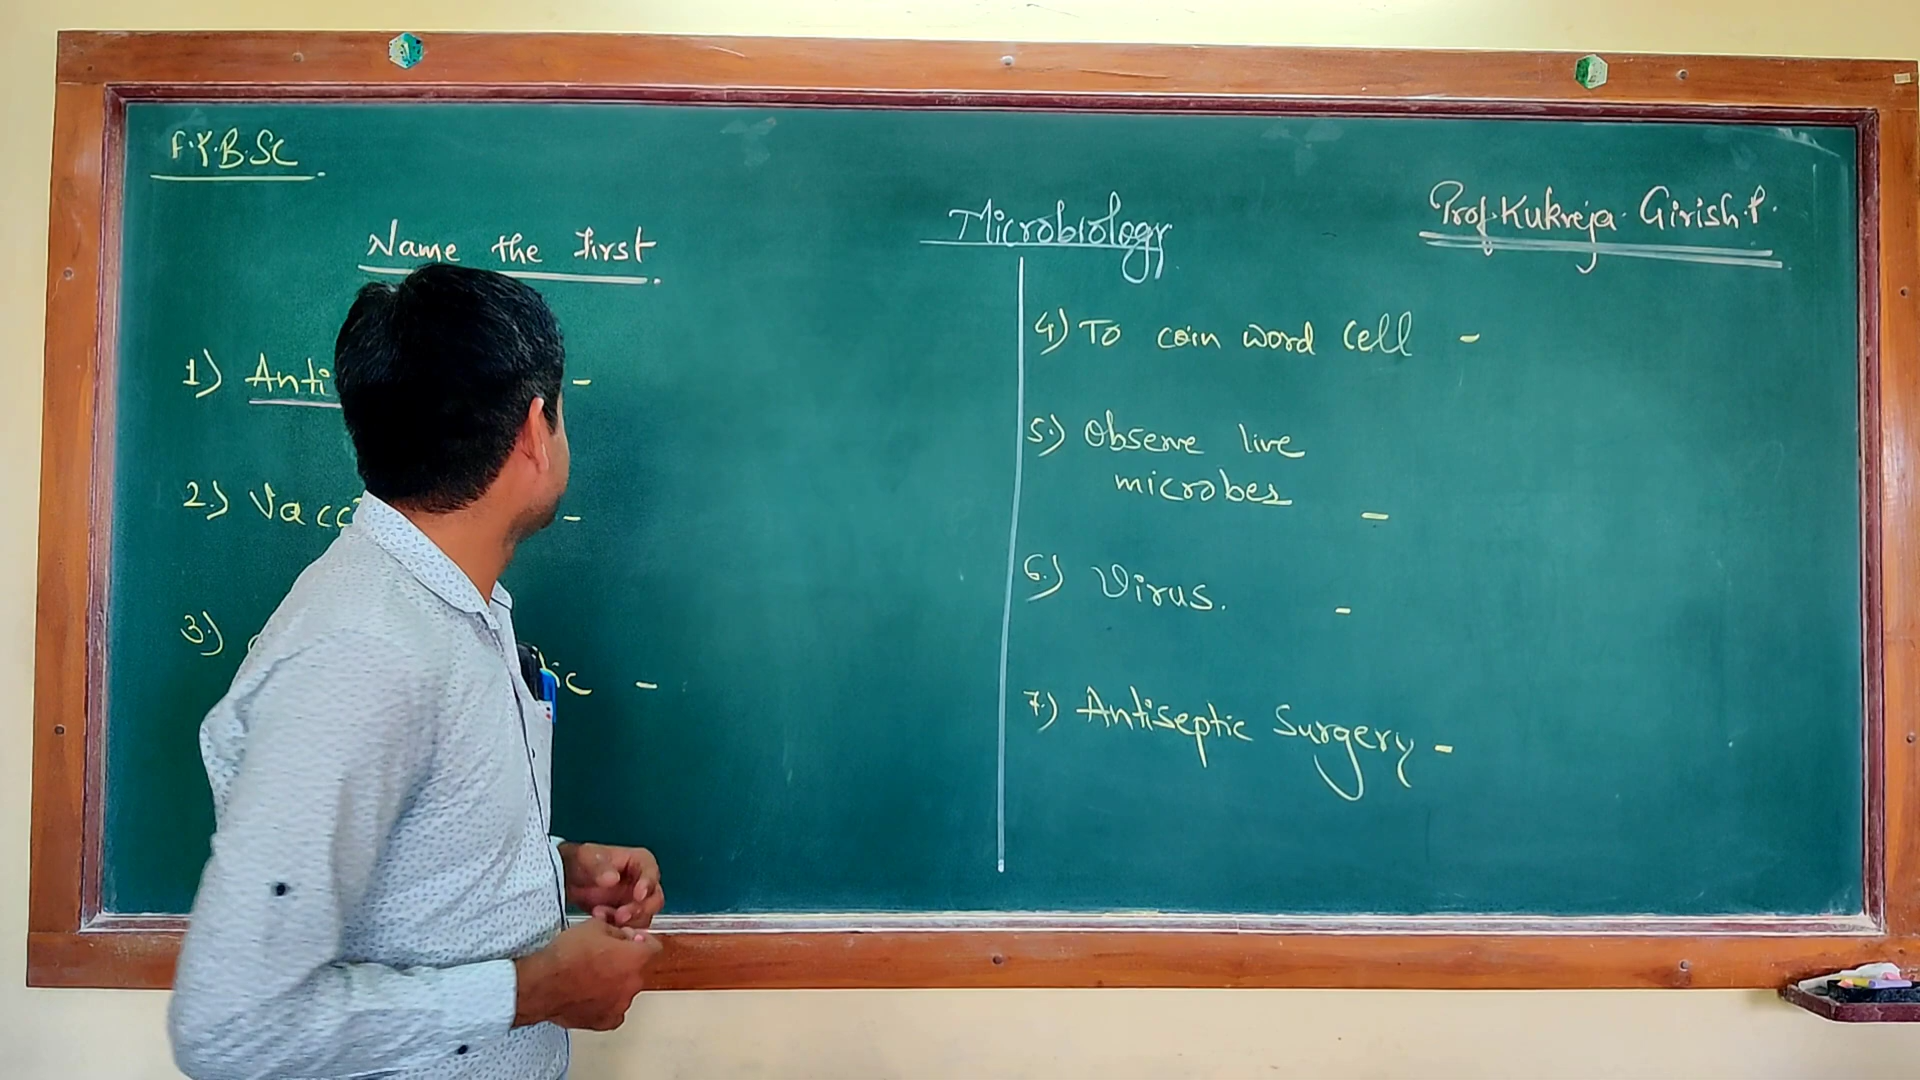 F.Y.B.SC
Name the first
Microbiology
Prof. Kukreja Girish.P.
1) Anti -
2.) Vacc -
3.) tic -
4.) To coin word cell -
5.) Observe live
microbes -
6.) Virus. -
7.) Antiseptic Surgery -